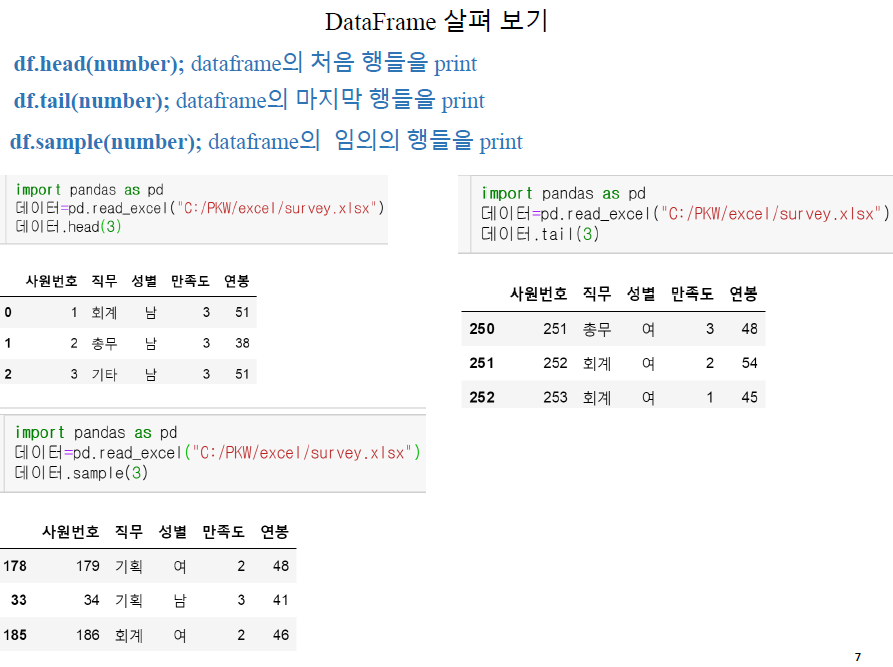 DataFrame 살펴 보기
df.head(number); dataframe의 처음 행들을 print
df.tail(number); dataframe의 마지막 행들을 print
df.sample(number); dataframe의 임의의 행들을 print
import pandas as pd
데이터=pd.read_excel("C:/PKW/excel/survey.xlsx")
데이터.head(3)
사원번호 직무 성별 만족도 연봉
0 1 회계 남 3 51
1 2 총무 남 3 38
2 3 기타 남 3 51
import pandas as pd
데이터=pd.read_excel("C:/PKW/excel/survey.xlsx")
데이터.tail(3)
사원번호 직무 성별 만족도 연봉
250 251 총무 여 3 48
251 252 회계 여 2 54
252 253 회계 여 1 45
import pandas as pd
데이터=pd.read_excel("C:/PKW/excel/survey.xlsx")
데이터.sample(3)
사원번호 직무 성별 만족도 연봉
178 179 기획 여 2 48
33 34 기획 남 3 41
185 186 회계 여 2 46
7